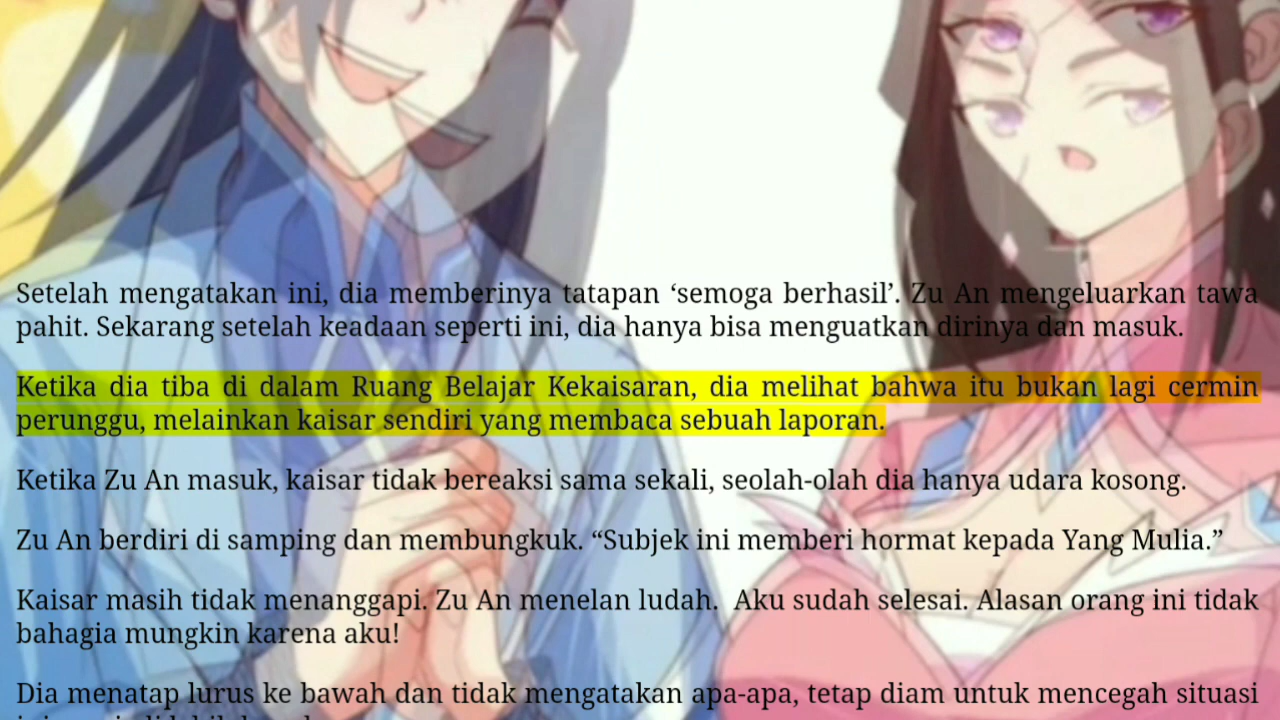 Setelah mengatakan ini, dia memberinya tatapan ‘semoga berhasil’. Zu An mengeluarkan tawa
pahit. Sekarang setelah keadaan seperti ini, dia hanya bisa menguatkan dirinya dan masuk.
Ketika dia tiba di dalam Ruang Belajar Kekaisaran, dia melihat bahwa itu bukan lagi cermin
perunggu, melainkan kaisar sendiri yang membaca sebuah laporan.
Ketika Zu An masuk, kaisar tidak bereaksi sama sekali, seolah-olah dia hanya udara kosong.
Zu An berdiri di samping dan membungkuk. “Subjek ini memberi hormat kepada Yang Mulia.”
Kaisar masih tidak menanggapi. Zu An menelan ludah. Aku sudah selesai. Alasan orang ini tidak
bahagia mungkin karena aku!
Dia menatap lurus ke bawah dan tidak mengatakan apa-apa, tetap diam untuk mencegah situasi